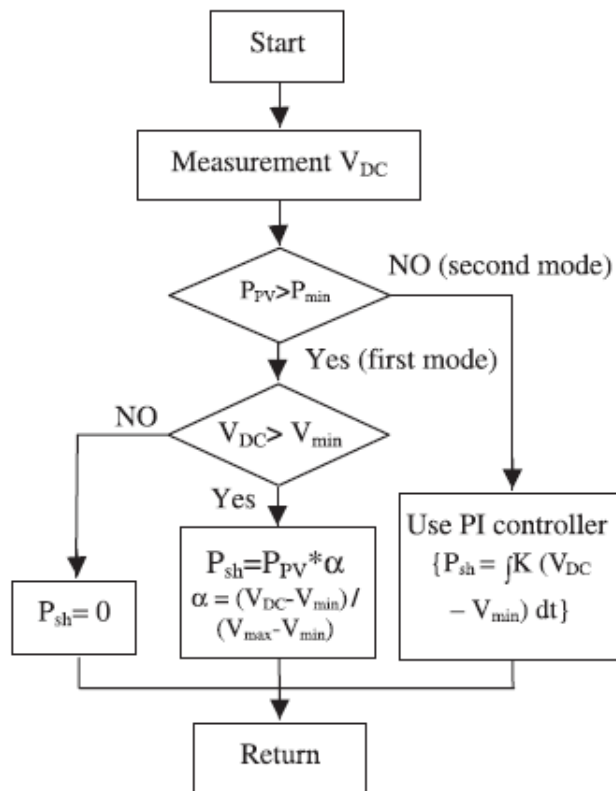 Start
Measurement V_DC
P_PV>P_min
NO (second mode)
Yes (first mode)
V_DC> V_min
NO
Yes
P_sh= 0
P_sh=P_PV*α
α = (V_DC-V_min) /
(V_max-V_min)
Use PI controller
{P_sh = ∫K (V_DC
– V_min) dt}
Return